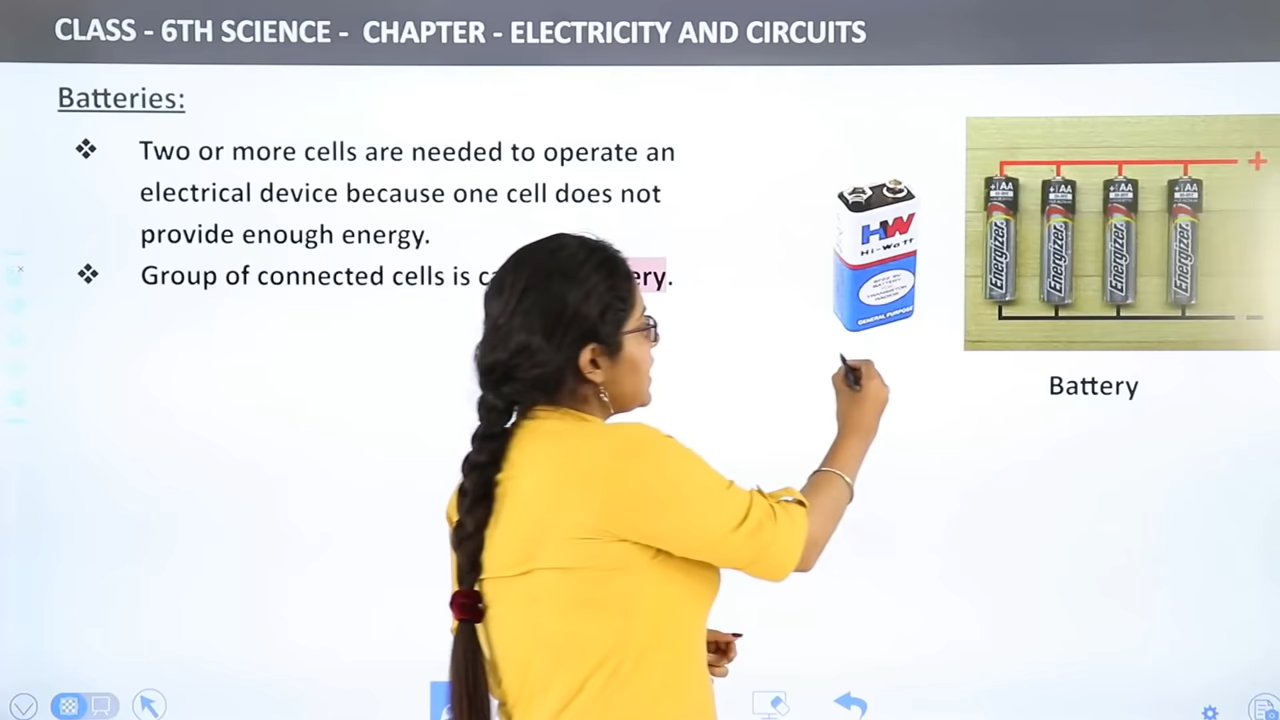 CLASS - 6TH SCIENCE - CHAPTER - ELECTRICITY AND CIRCUITS
Batteries:
❖ Two or more cells are needed to operate an
electrical device because one cell does not
provide enough energy.
❖ Group of connected cells is ca ery.
HW
Hi-Watt
GENERAL PURPOSE
+
+ AA
+ AA
+ AA
+ AA
Energizer
Energizer
Energizer
Energizer
Battery